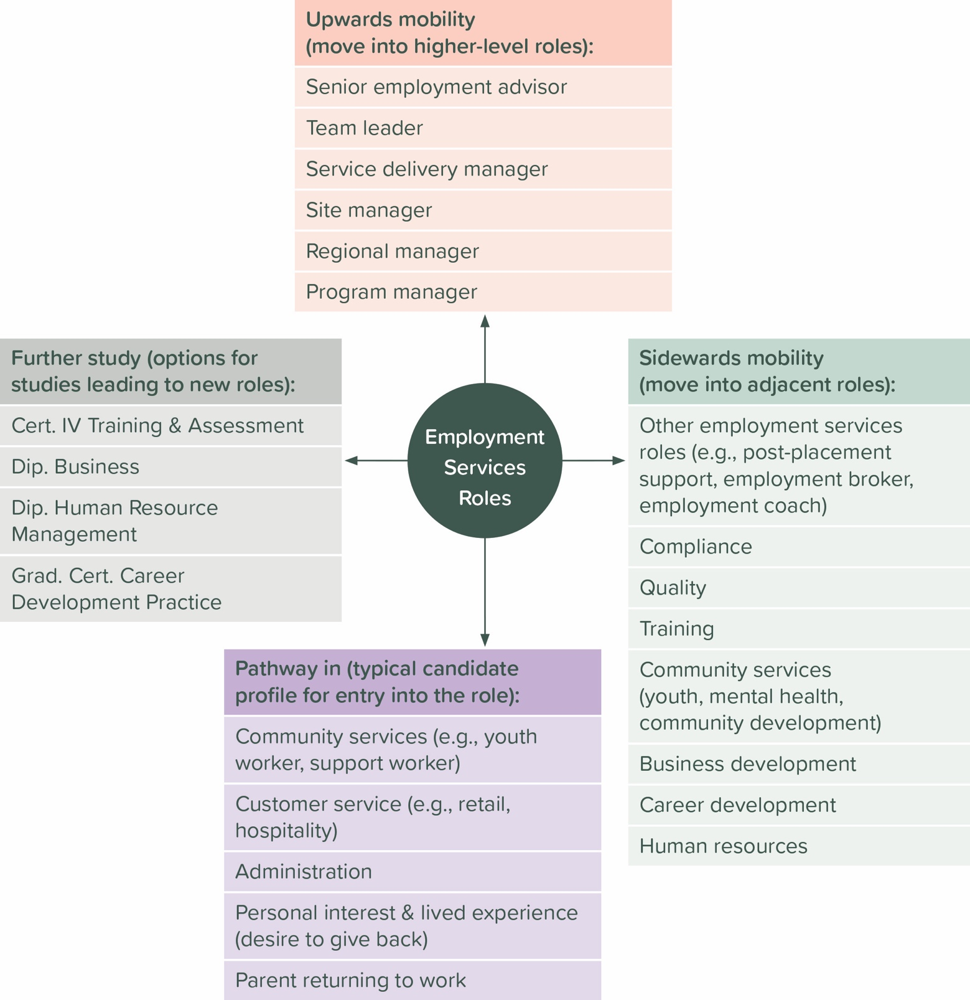 Upwards mobility
(move into higher-level roles):
Senior employment advisor
Team leader
Service delivery manager
Site manager
Regional manager
Program manager
Further study (options for
studies leading to new roles):
Cert. IV Training & Assessment
Dip. Business
Dip. Human Resource
Management
Grad. Cert. Career
Development Practice
Employment
Services
Roles
Sidewards mobility
(move into adjacent roles):
Other employment services
roles (e.g., post-placement
support, employment broker,
employment coach)
Compliance
Quality
Training
Community services
(youth, mental health,
community development)
Business development
Career development
Human resources
Pathway in (typical candidate
profile for entry into the role):
Community services (e.g., youth
worker, support worker)
Customer service (e.g., retail,
hospitality)
Administration
Personal interest & lived experience
(desire to give back)
Parent returning to work